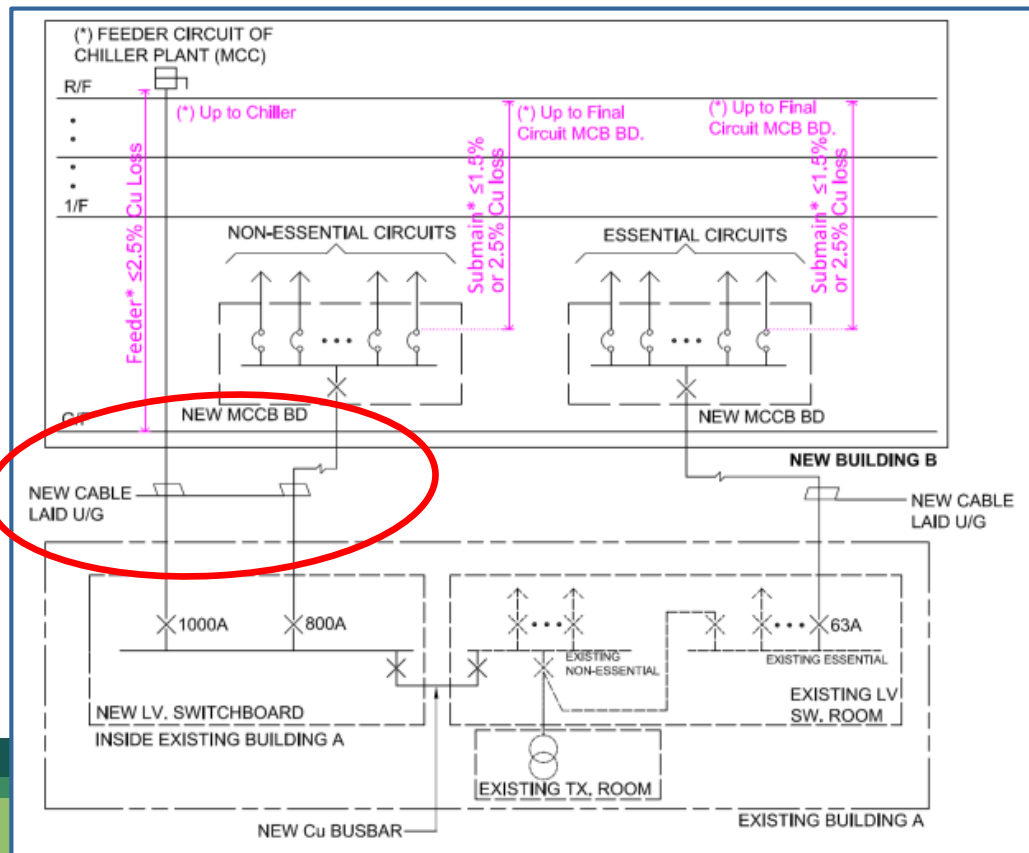 (*) FEEDER CIRCUIT OF
CHILLER PLANT (MCC)
R/F
(*) Up to Chiller
(*) Up to Final
Circuit MCB BD.
(*) Up to Final
Circuit MCB BD.
Feeder* ≤2.5% Cu Loss
Submain* ≤1.5%
or 2.5% Cu loss
Submain* ≤1.5%
or 2.5% Cu loss
1/F
NON-ESSENTIAL CIRCUITS
ESSENTIAL CIRCUITS
NEW MCCB BD
NEW MCCB BD
G/F
NEW BUILDING B
NEW CABLE
LAID U/G
NEW CABLE
LAID U/G
1000A
800A
63A
EXISTING
NON-ESSENTIAL
EXISTING ESSENTIAL
NEW LV. SWITCHBOARD
EXISTING LV
SW. ROOM
INSIDE EXISTING BUILDING A
EXISTING TX. ROOM
EXISTING BUILDING A
NEW Cu BUSBAR